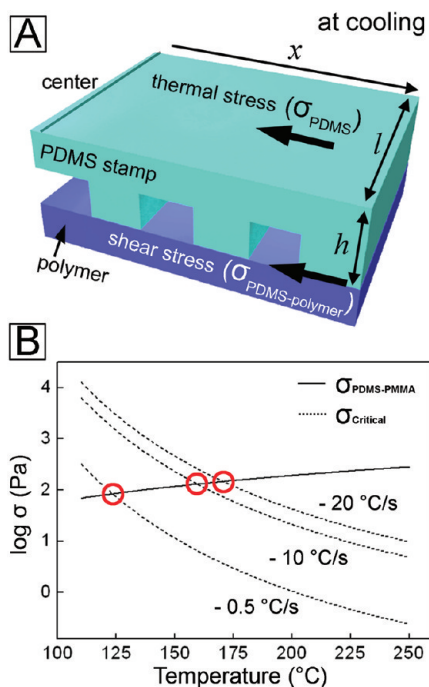 A
at cooling
x
center
thermal stress (σPDMS)
l
PDMS stamp
h
shear stress (σPDMS-polymer)
polymer
B
σPDMS-PMMA
σCritical
4
3
2
1
0
log σ (Pa)
- 20 °C/s
- 10 °C/s
- 0.5 °C/s
100 125 150 175 200 225 250
Temperature (°C)